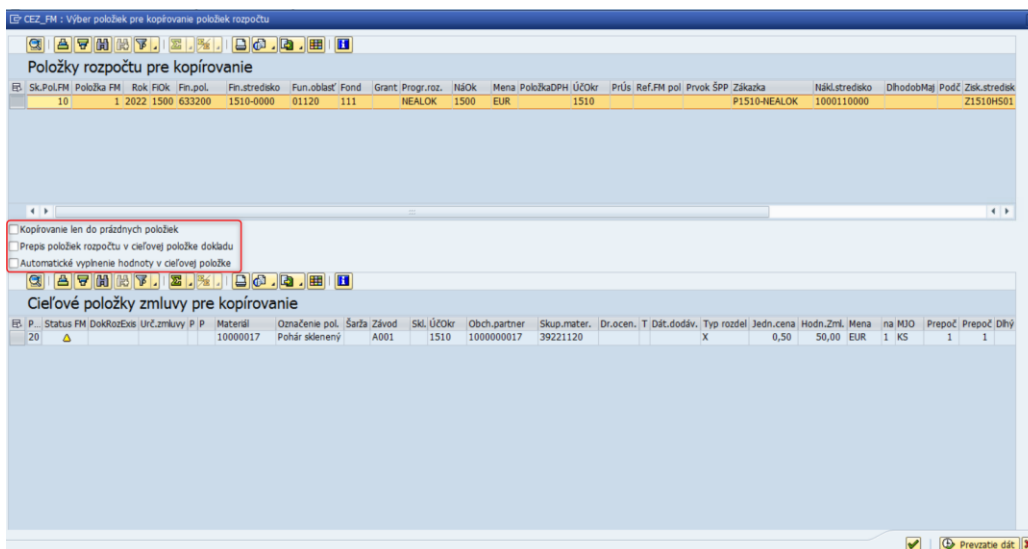 CEZ_FM : Výber položiek pre kopírovanie položiek rozpočtu
Položky rozpočtu pre kopírovanie
Sk.Pol.FM Položka FM Rok FiOk Fin.pol. Fin.stredisko Fun.oblasť Fond Grant Progr.roz. NáOk Mena PoložkaDPH ÚčOkr PrÚs Ref.FM pol Prvok ŠPP Zákazka Nákl.stredisko DlhodobMaj Podč Zisk.stredisk
10 1 2022 1500 633200 1510-0000 01120 111 NEALOK 1500 EUR 1510 P1510-NEALOK 1000110000 Z1510HS01
Kopírovanie len do prázdnych položiek
Prepis položiek rozpočtu v cieľovej položke dokladu
Automatické vyplnenie hodnoty v cieľovej položke
Cieľové položky zmluvy pre kopírovanie
P... Status FM DokRozExis Urč.zmluvy P P Materiál Označenie pol. Šarža Závod Skl. ÚčOkr Obch.partner Skup.mater. Dr.ocen. T Dát.dodáv. Typ rozdel Jedn.cena Hodn.Zml. Mena na MJO Prepoč Prepoč Dlhý
20 10000017 Pohár sklenený A001 1510 1000000017 39221120 X 0,50 50,00 EUR 1 KS 1 1
Prevzatie dát